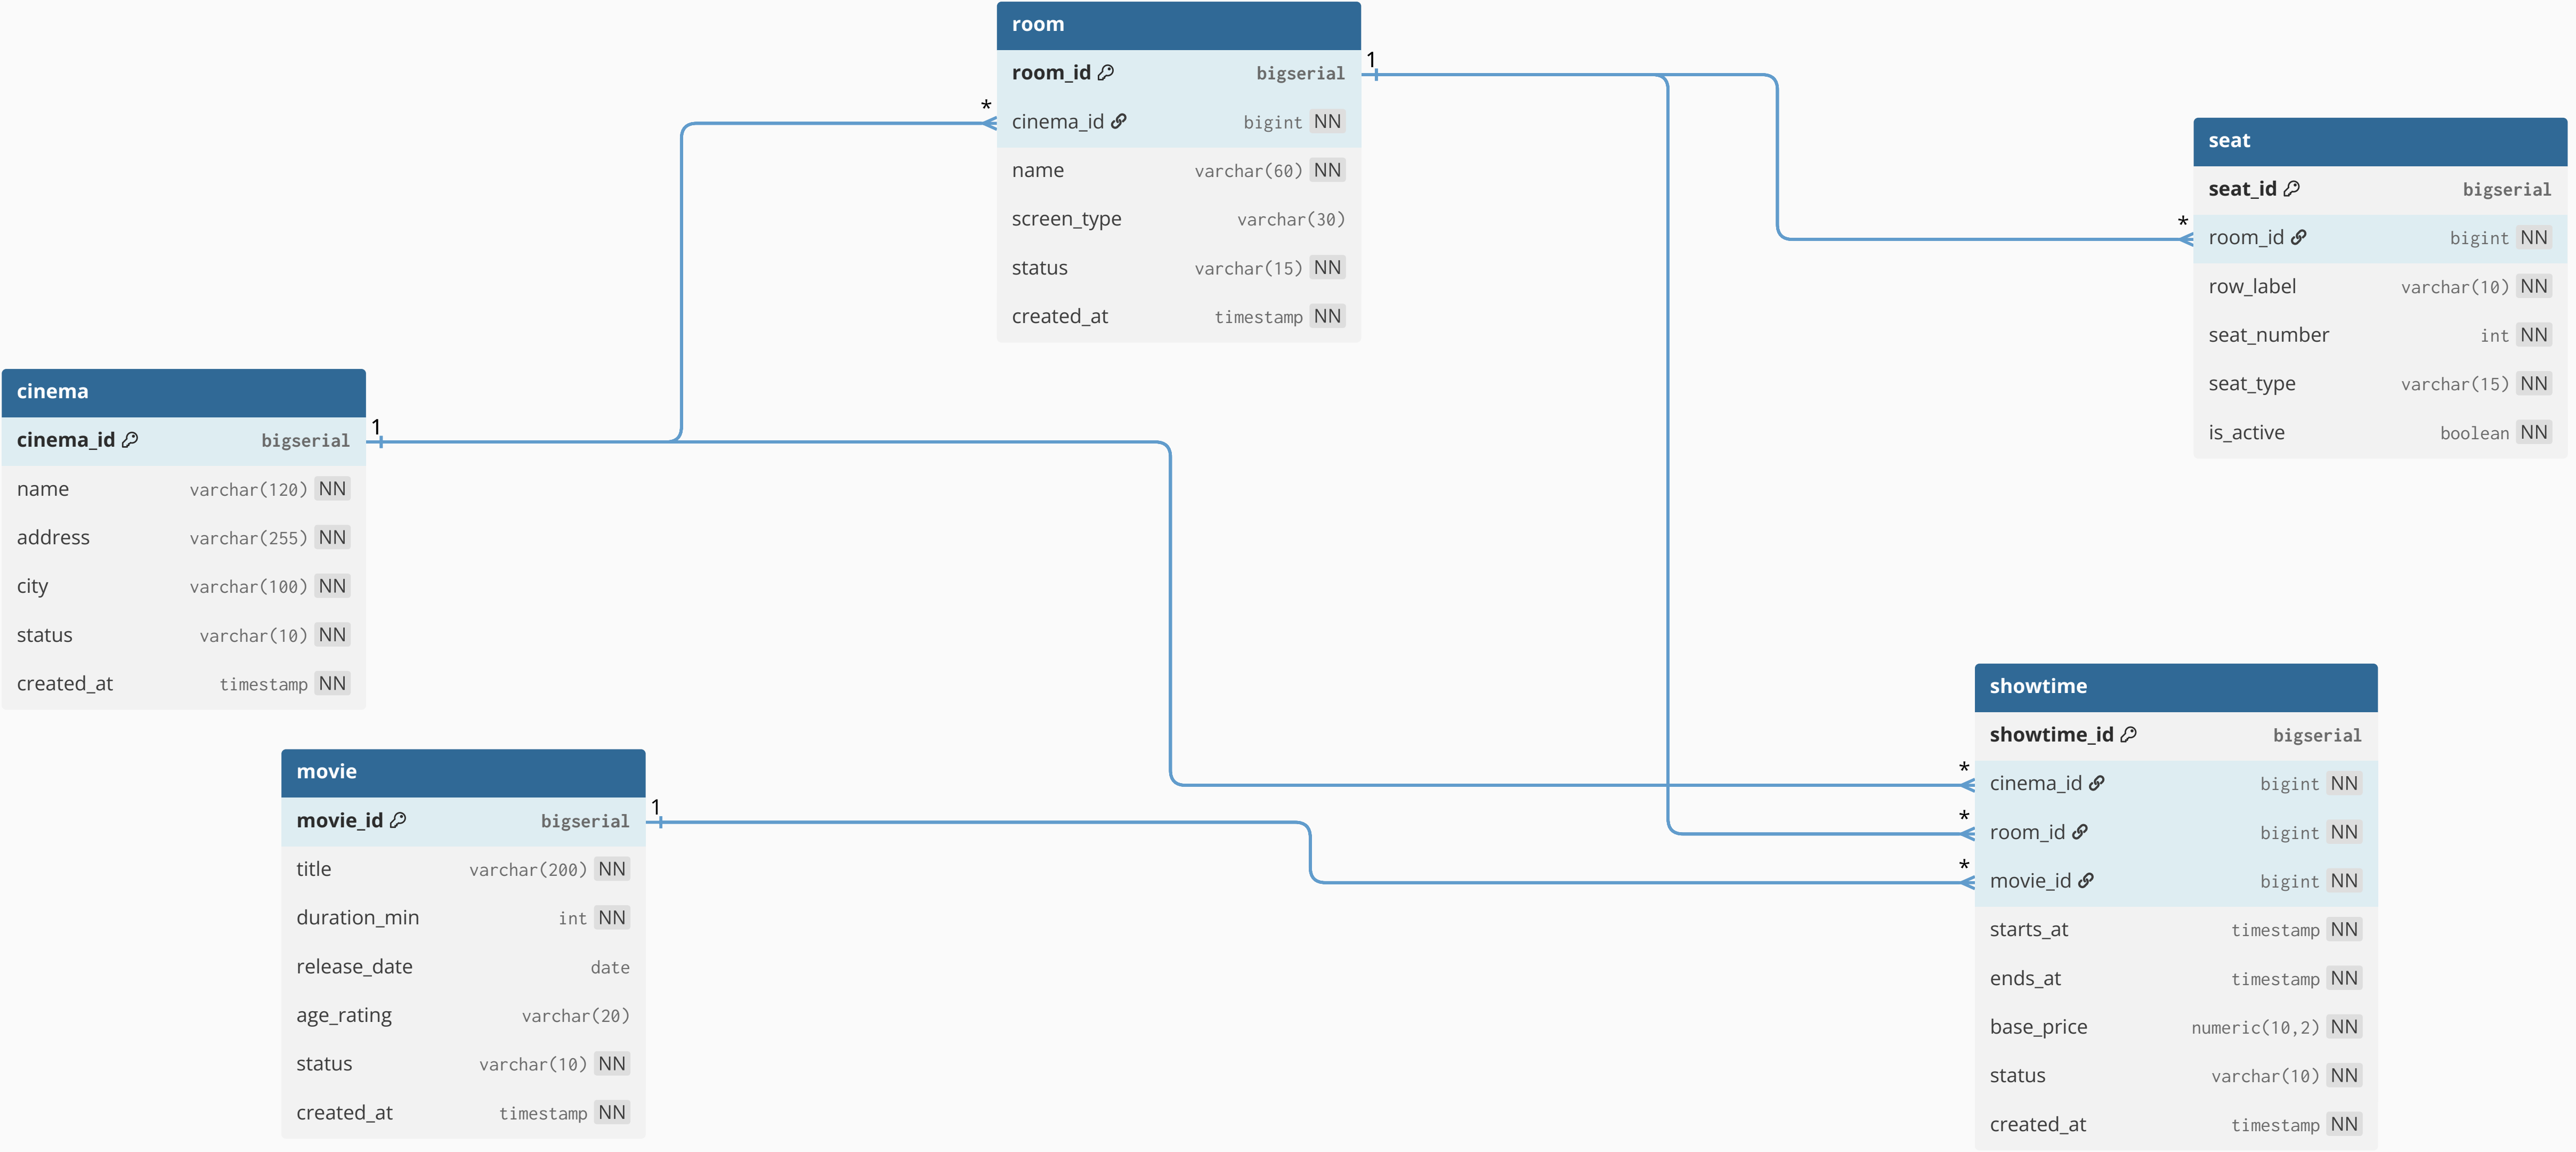 room
room_id bigserial
cinema_id bigint NN
name varchar(60) NN
screen_type varchar(30)
status varchar(15) NN
created_at timestamp NN
1
*
seat
seat_id bigserial
room_id bigint NN
row_label varchar(10) NN
seat_number int NN
seat_type varchar(15) NN
is_active boolean NN
*
cinema
cinema_id bigserial
name varchar(120) NN
address varchar(255) NN
city varchar(100) NN
status varchar(10) NN
created_at timestamp NN
1
movie
movie_id bigserial
title varchar(200) NN
duration_min int NN
release_date date
age_rating varchar(20)
status varchar(10) NN
created_at timestamp NN
1
showtime
showtime_id bigserial
* cinema_id bigint NN
* room_id bigint NN
* movie_id bigint NN
starts_at timestamp NN
ends_at timestamp NN
base_price numeric(10,2) NN
status varchar(10) NN
created_at timestamp NN